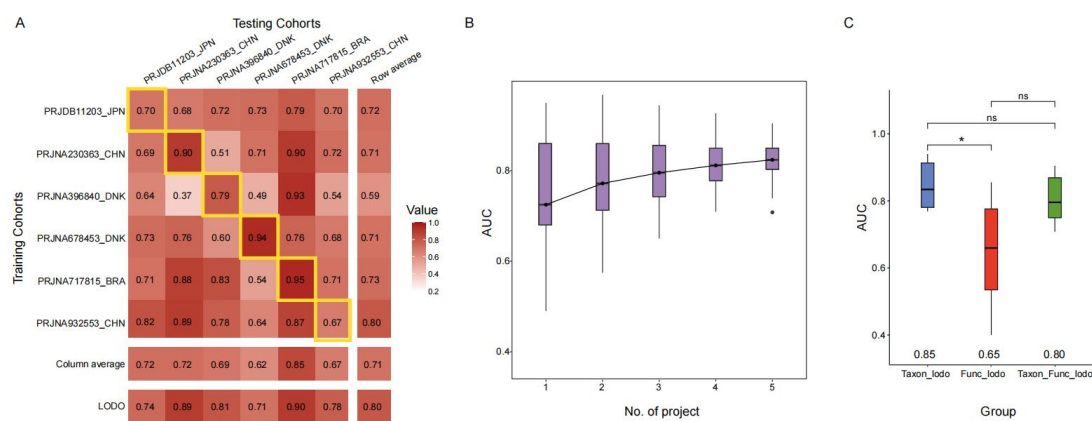 A
Testing Cohorts
PRJDB11203_JPN
PRJNA230363_CHN
PRJNA396840_DNK
PRJNA678453_DNK
PRJNA717815_BRA
PRJNA932553_CHN
Row average
Training Cohorts
PRJDB11203_JPN 0.70 0.68 0.72 0.73 0.79 0.70 0.72
PRJNA230363_CHN 0.69 0.90 0.51 0.71 0.90 0.72 0.71
PRJNA396840_DNK 0.64 0.37 0.79 0.49 0.93 0.54 0.59
PRJNA678453_DNK 0.73 0.76 0.60 0.94 0.76 0.68 0.71
PRJNA717815_BRA 0.71 0.88 0.83 0.54 0.95 0.71 0.73
PRJNA932553_CHN 0.82 0.89 0.78 0.64 0.87 0.67 0.80
Column average 0.72 0.72 0.69 0.62 0.85 0.67 0.71
LODO 0.74 0.89 0.81 0.71 0.90 0.78 0.80
Value
1.0
0.8
0.6
0.4
0.2
B
AUC
0.8
0.4
1 2 3 4 5
No. of project
C
ns
ns
*
AUC
1.0
0.8
0.6
0.4
0.85 0.65 0.80
Taxon_lodo Func_lodo Taxon_Func_lodo
Group